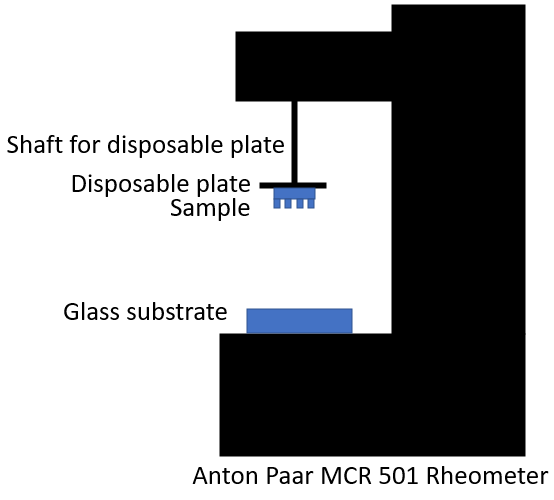 Shaft for disposable plate
Disposable plate
Sample
Glass substrate
Anton Paar MCR 501 Rheometer